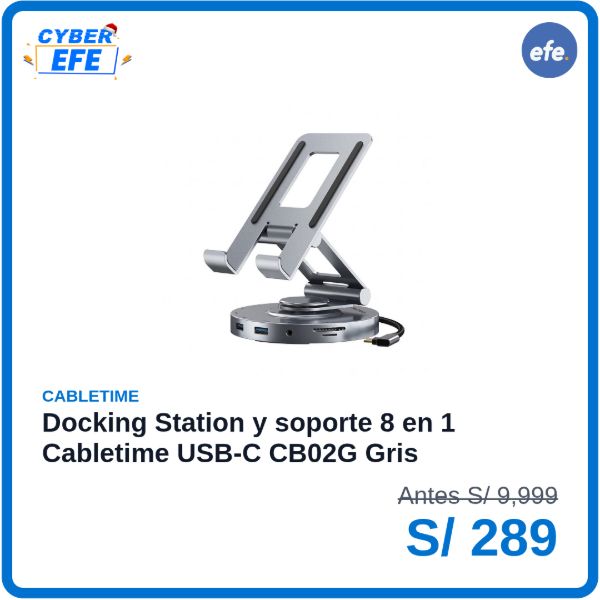 CYBER
EFE
efe.
CABLETIME
Docking Station y soporte 8 en 1
Cabletime USB-C CB02G Gris
Antes S/ 9,999
S/ 289